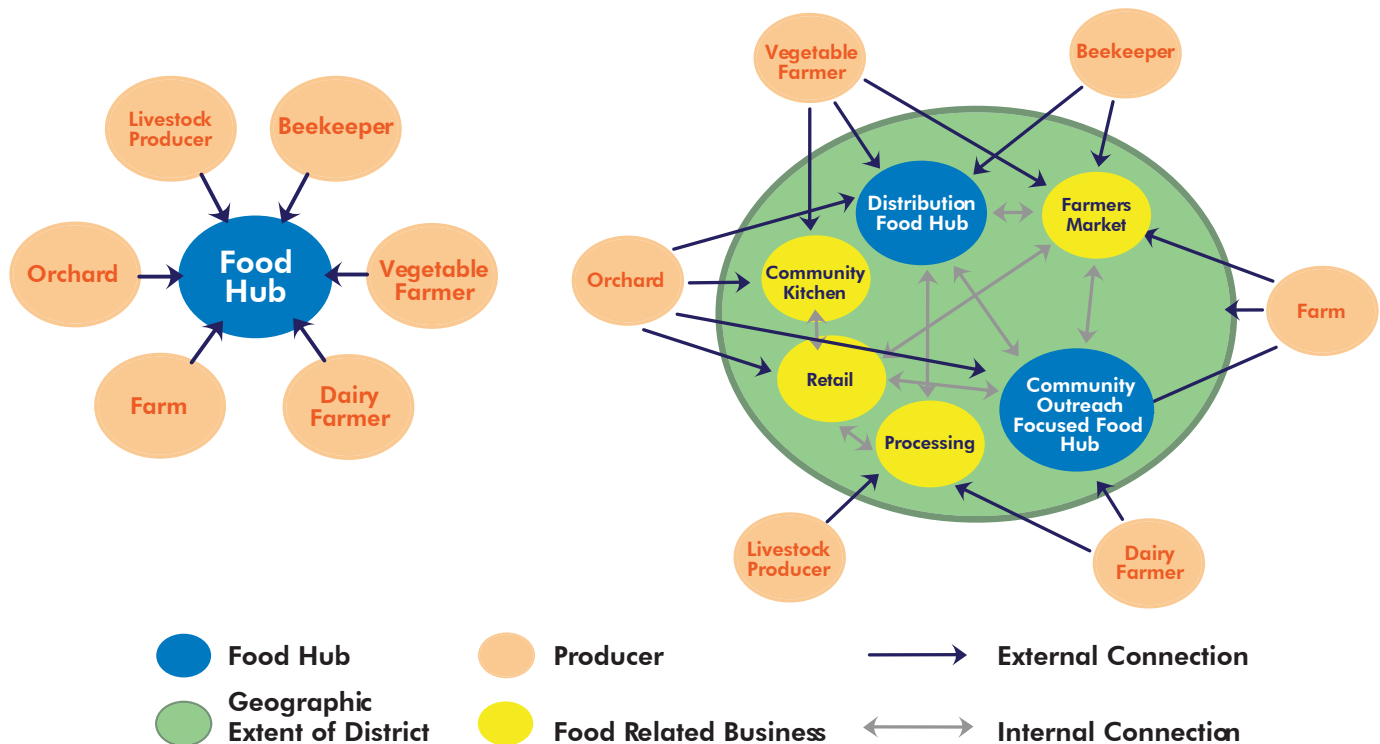 Livestock
Producer
Beekeeper
Orchard
Food
Hub
Vegetable
Farmer
Farm
Dairy
Farmer
Vegetable
Farmer
Beekeeper
Distribution
Food Hub
Farmers
Market
Orchard
Community
Kitchen
Farm
Retail
Community
Outreach
Focused Food
Hub
Processing
Livestock
Producer
Dairy
Farmer
Food Hub
Producer
External Connection
Geographic
Extent of District
Food Related Business
Internal Connection